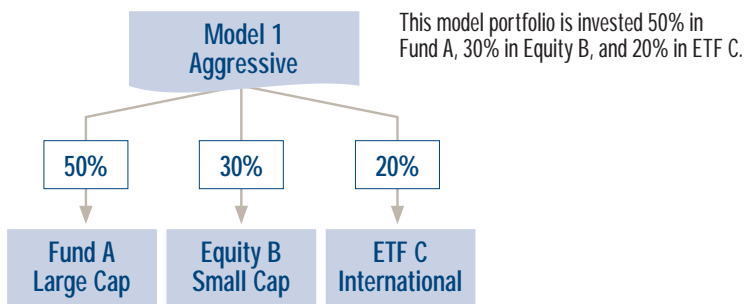 Model 1
Aggressive
This model portfolio is invested 50% in
Fund A, 30% in Equity B, and 20% in ETF C.
50%
30%
20%
Fund A
Large Cap
Equity B
Small Cap
ETF C
International